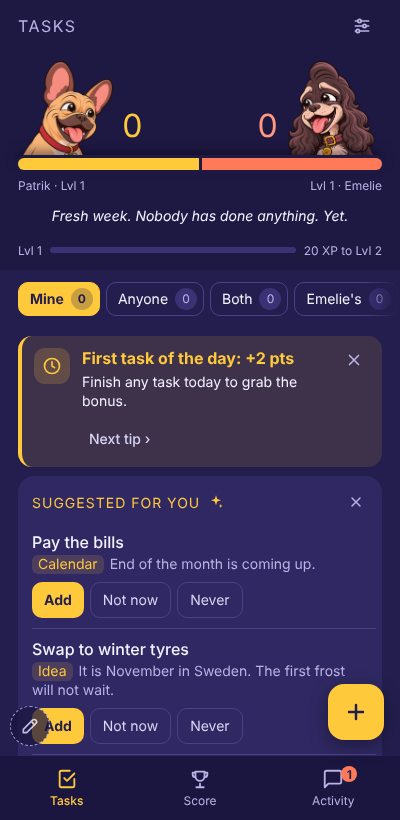 TASKS
0
0
Patrik · Lvl 1
Lvl 1 · Emelie
Fresh week. Nobody has done anything. Yet.
Lvl 1
20 XP to Lvl 2
Mine 0
Anyone 0
Both 0
Emelie's 0
First task of the day: +2 pts
Finish any task today to grab the
bonus.
Next tip ›
SUGGESTED FOR YOU
Pay the bills
Calendar End of the month is coming up.
Add
Not now
Never
Swap to winter tyres
Idea It is November in Sweden. The first frost
will not wait.
Add
Not now
Never
Tasks
Score
1
Activity